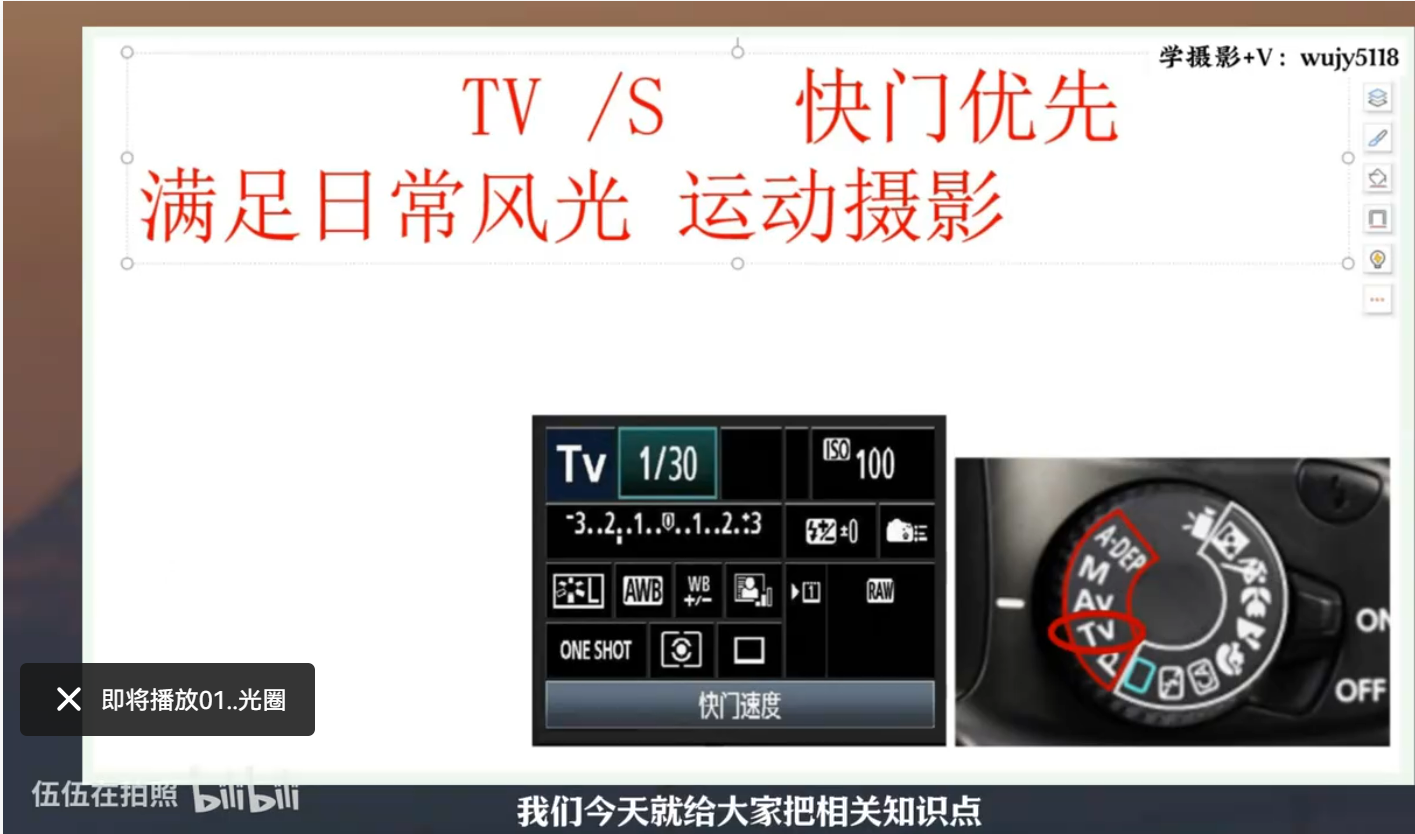 学摄影+V：wujy5118
TV /S 快门优先
满足日常风光 运动摄影
Tv 1/30 ISO 100
-3..2..1..0..1..2.:+3 ±0
L AWB WB +/- 1 RAW
ONE SHOT
快门速度
A-DEP
M
Av
Tv
P
CA
ON
OFF
即将播放01..光圈
伍伍在拍照 bilibili
我们今天就给大家把相关知识点